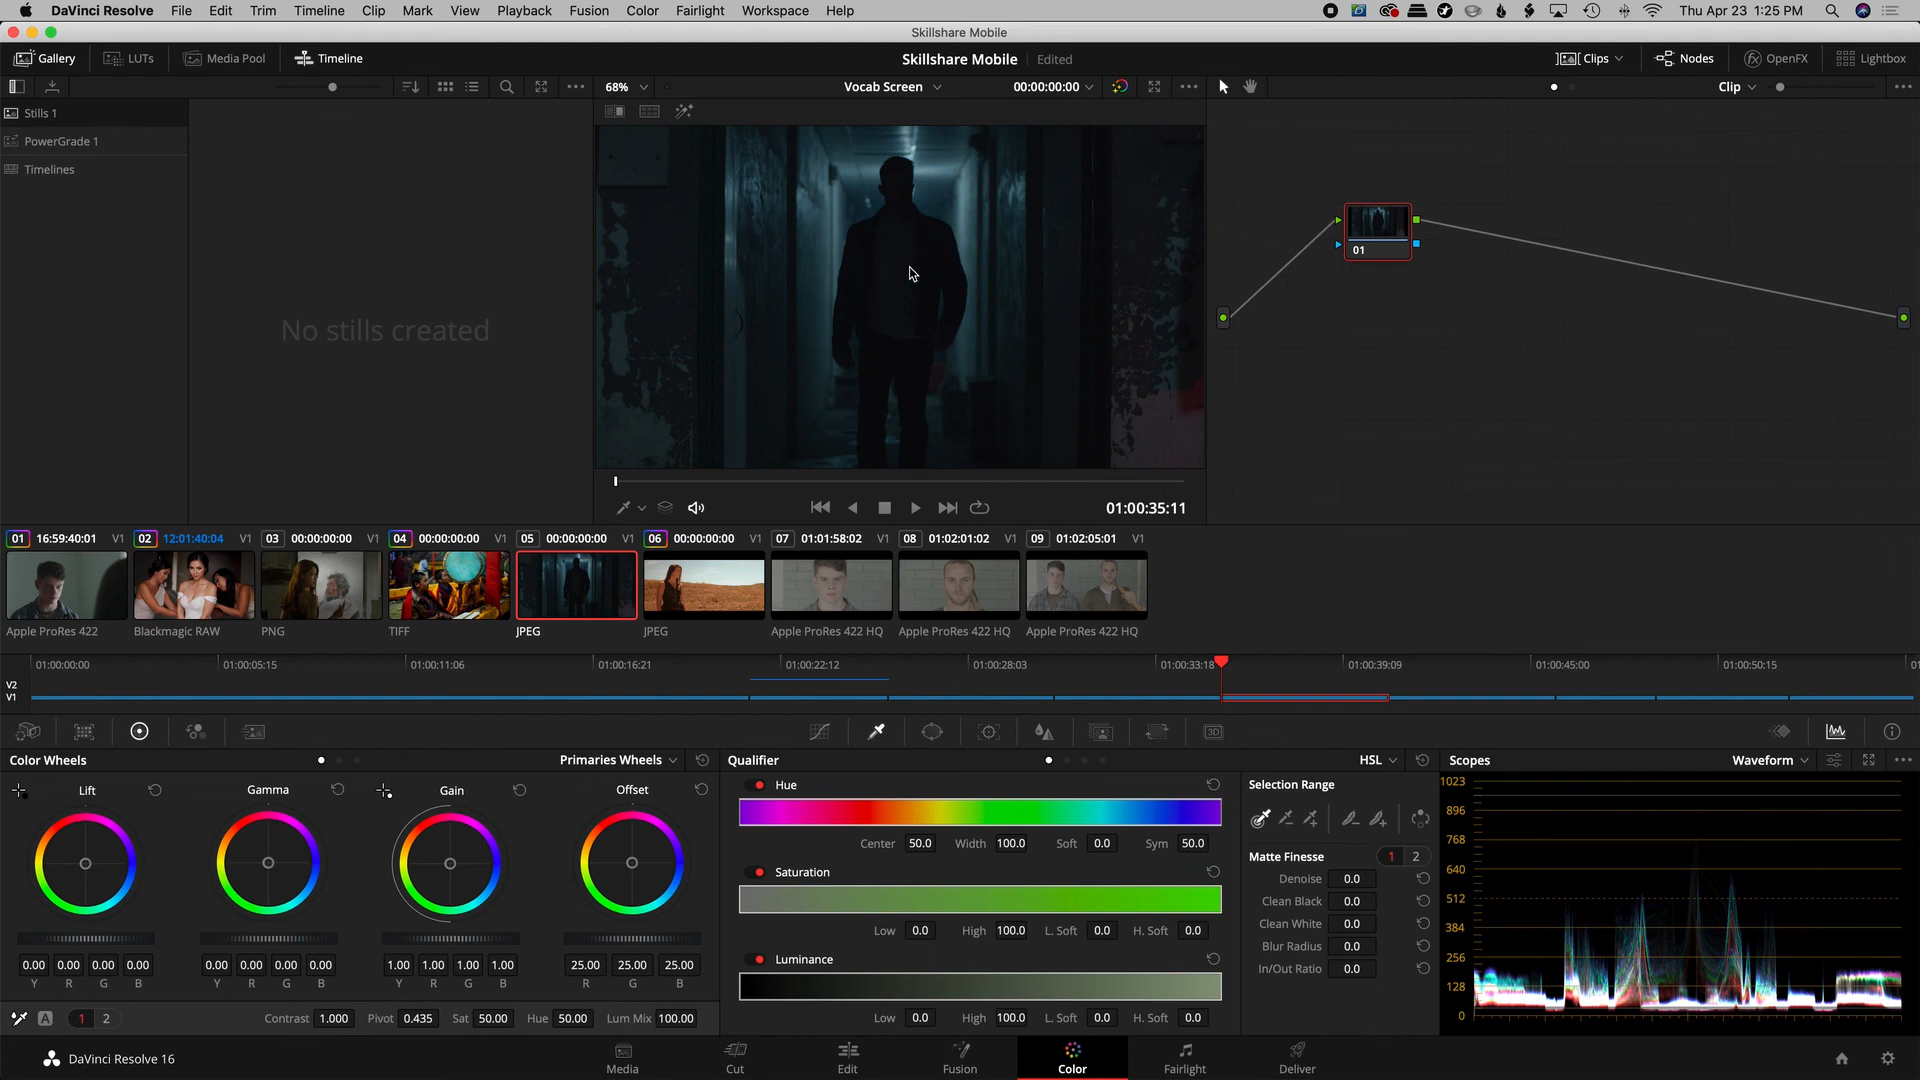 DaVinci Resolve File Edit Trim Timeline Clip Mark View Playback Fusion Color Fairlight Workspace Help Thu Apr 23 1:25 PM
Skillshare Mobile
Gallery LUTs Media Pool Timeline Skillshare Mobile Edited Clips Nodes OpenFX Lightbox
68% Vocab Screen 00:00:00:00 Clip
Stills 1
PowerGrade 1
Timelines
No stills created
01
01:00:35:11
01 16:59:40:01 V1 02 12:01:40:04 V1 03 00:00:00:00 V1 04 00:00:00:00 V1 05 00:00:00:00 V1 06 00:00:00:00 V1 07 01:01:58:02 V1 08 01:02:01:02 V1 09 01:02:05:01 V1
Apple ProRes 422 Blackmagic RAW PNG TIFF JPEG JPEG Apple ProRes 422 HQ Apple ProRes 422 HQ Apple ProRes 422 HQ
01:00:00:00 01:00:05:15 01:00:11:06 01:00:16:21 01:00:22:12 01:00:28:03 01:00:33:18 01:00:39:09 01:00:45:00 01:00:50:15 01
V2
V1
3D
Color Wheels Primaries Wheels Qualifier HSL Scopes Waveform
Lift Gamma Gain Offset
0.00 0.00 0.00 0.00 0.00 0.00 0.00 0.00 1.00 1.00 1.00 1.00 25.00 25.00 25.00
Y R G B Y R G B Y R G B R G B
A 1 2 Contrast 1.000 Pivot 0.435 Sat 50.00 Hue 50.00 Lum Mix 100.00
Hue
Center 50.0 Width 100.0 Soft 0.0 Sym 50.0
Saturation
Low 0.0 High 100.0 L. Soft 0.0 H. Soft 0.0
Luminance
Low 0.0 High 100.0 L. Soft 0.0 H. Soft 0.0
Selection Range
Matte Finesse 1 2
Denoise 0.0
Clean Black 0.0
Clean White 0.0
Blur Radius 0.0
In/Out Ratio 0.0
1023
896
768
640
512
384
256
128
0
DaVinci Resolve 16 Media Cut Edit Fusion Color Fairlight Deliver